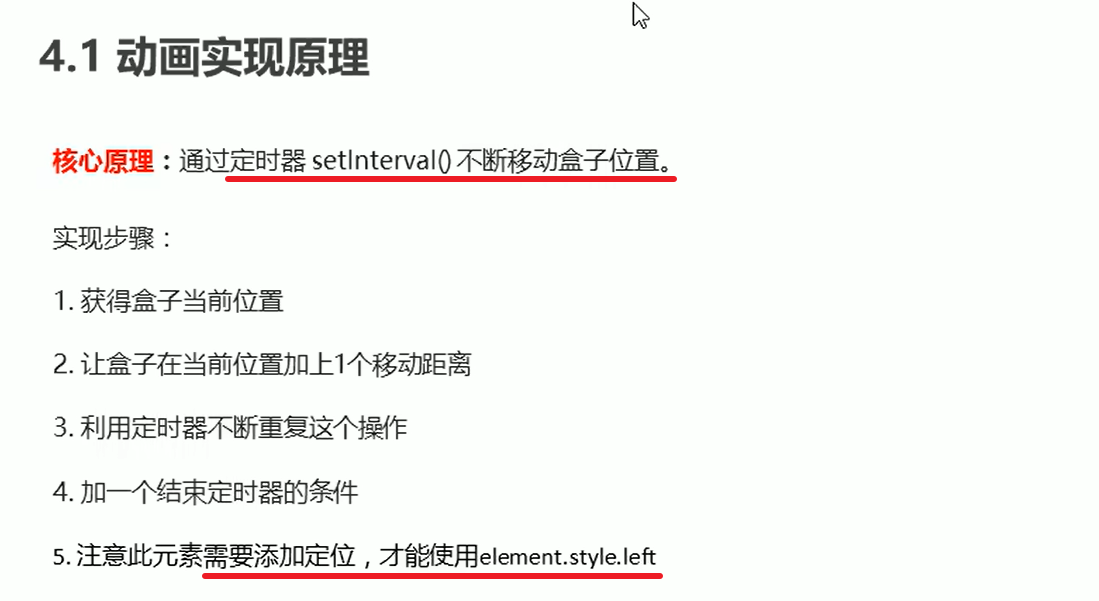 4.1 动画实现原理
核心原理：通过定时器 setInterval() 不断移动盒子位置。
实现步骤：
1. 获得盒子当前位置
2. 让盒子在当前位置加上1个移动距离
3. 利用定时器不断重复这个操作
4. 加一个结束定时器的条件
5. 注意此元素需要添加定位，才能使用element.style.left